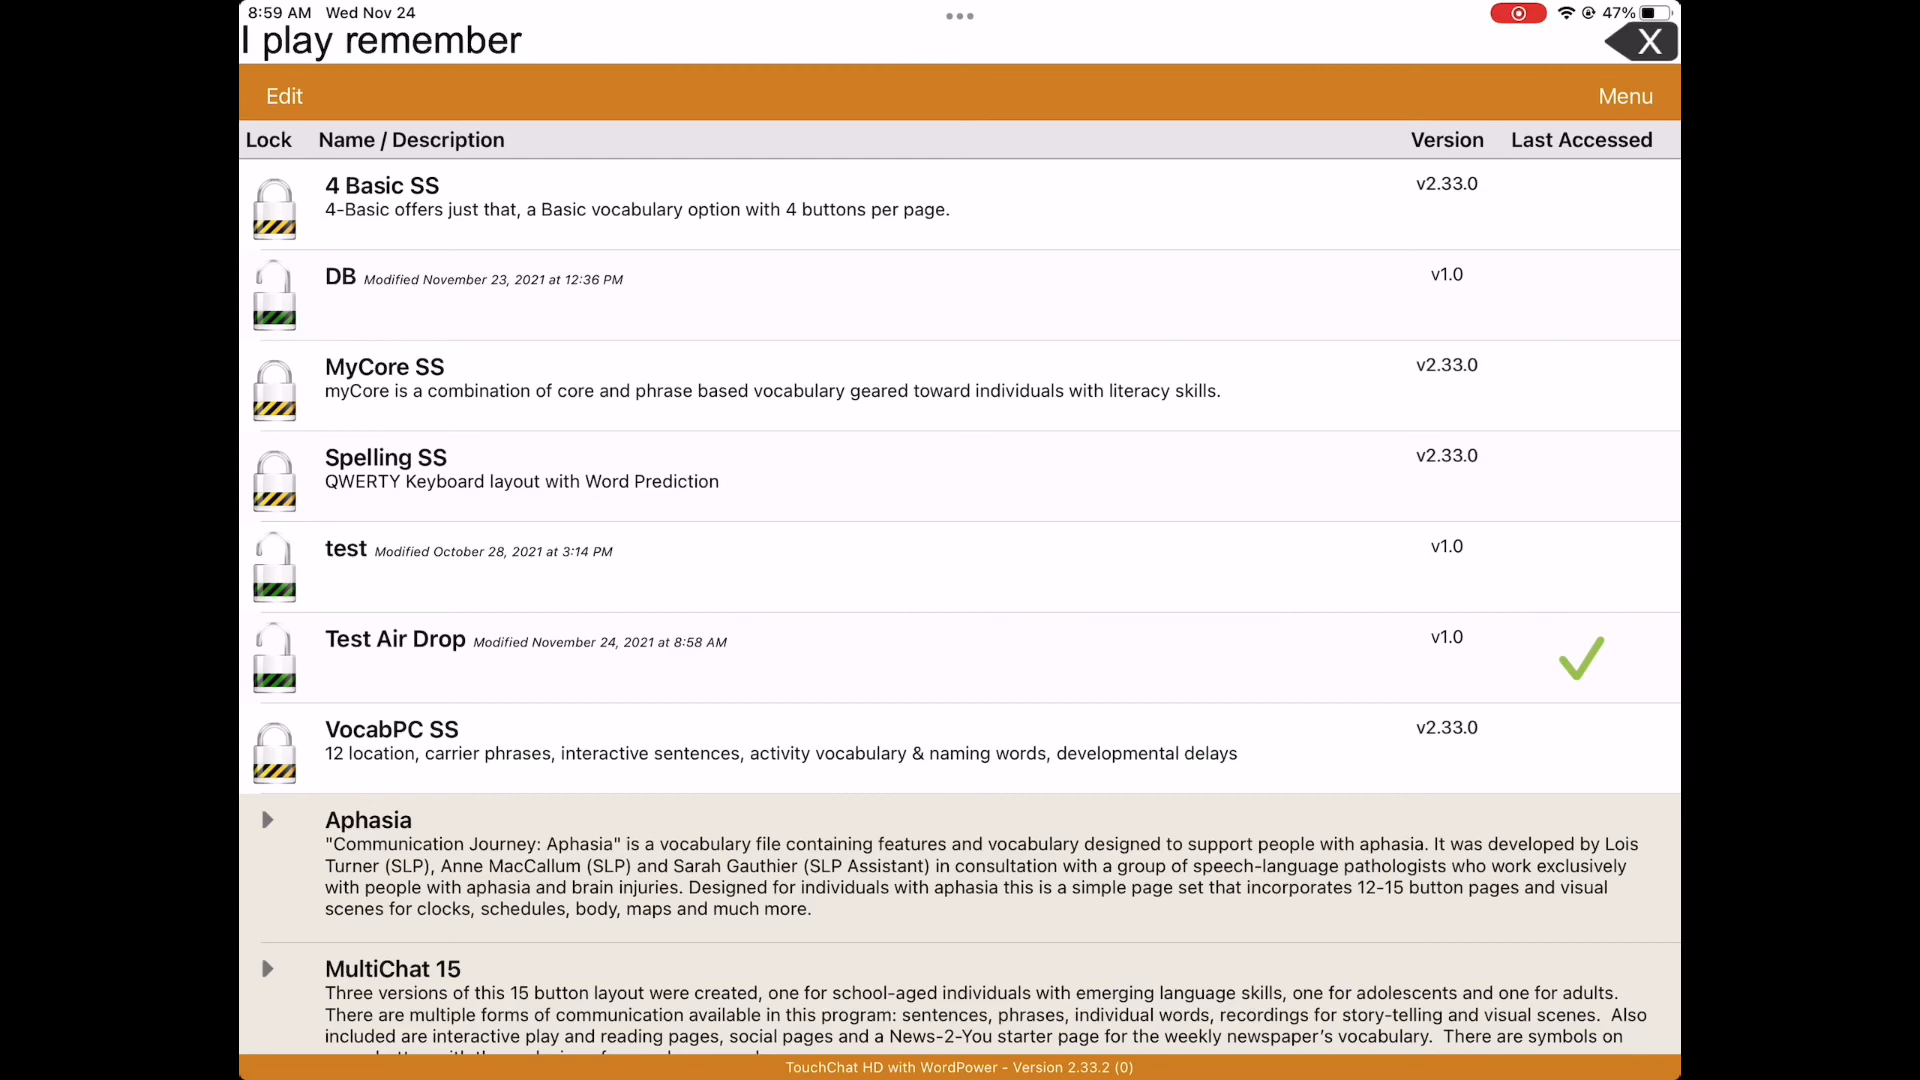 8:59 AM Wed Nov 24
47%
I play remember
X
Edit
Menu
Lock Name / Description Version Last Accessed
4 Basic SS
v2.33.0
4-Basic offers just that, a Basic vocabulary option with 4 buttons per page.
DB Modified November 23, 2021 at 12:36 PM
v1.0
MyCore SS
v2.33.0
myCore is a combination of core and phrase based vocabulary geared toward individuals with literacy skills.
Spelling SS
v2.33.0
QWERTY Keyboard layout with Word Prediction
test Modified October 28, 2021 at 3:14 PM
v1.0
Test Air Drop Modified November 24, 2021 at 8:58 AM
v1.0
VocabPC SS
v2.33.0
12 location, carrier phrases, interactive sentences, activity vocabulary & naming words, developmental delays
Aphasia
"Communication Journey: Aphasia" is a vocabulary file containing features and vocabulary designed to support people with aphasia. It was developed by Lois
Turner (SLP), Anne MacCallum (SLP) and Sarah Gauthier (SLP Assistant) in consultation with a group of speech-language pathologists who work exclusively
with people with aphasia and brain injuries. Designed for individuals with aphasia this is a simple page set that incorporates 12-15 button pages and visual
scenes for clocks, schedules, body, maps and much more.
MultiChat 15
Three versions of this 15 button layout were created, one for school-aged individuals with emerging language skills, one for adolescents and one for adults.
There are multiple forms of communication available in this program: sentences, phrases, individual words, recordings for story-telling and visual scenes. Also
included are interactive play and reading pages, social pages and a News-2-You starter page for the weekly newspaper's vocabulary. There are symbols on
TouchChat HD with WordPower - Version 2.33.2 (0)